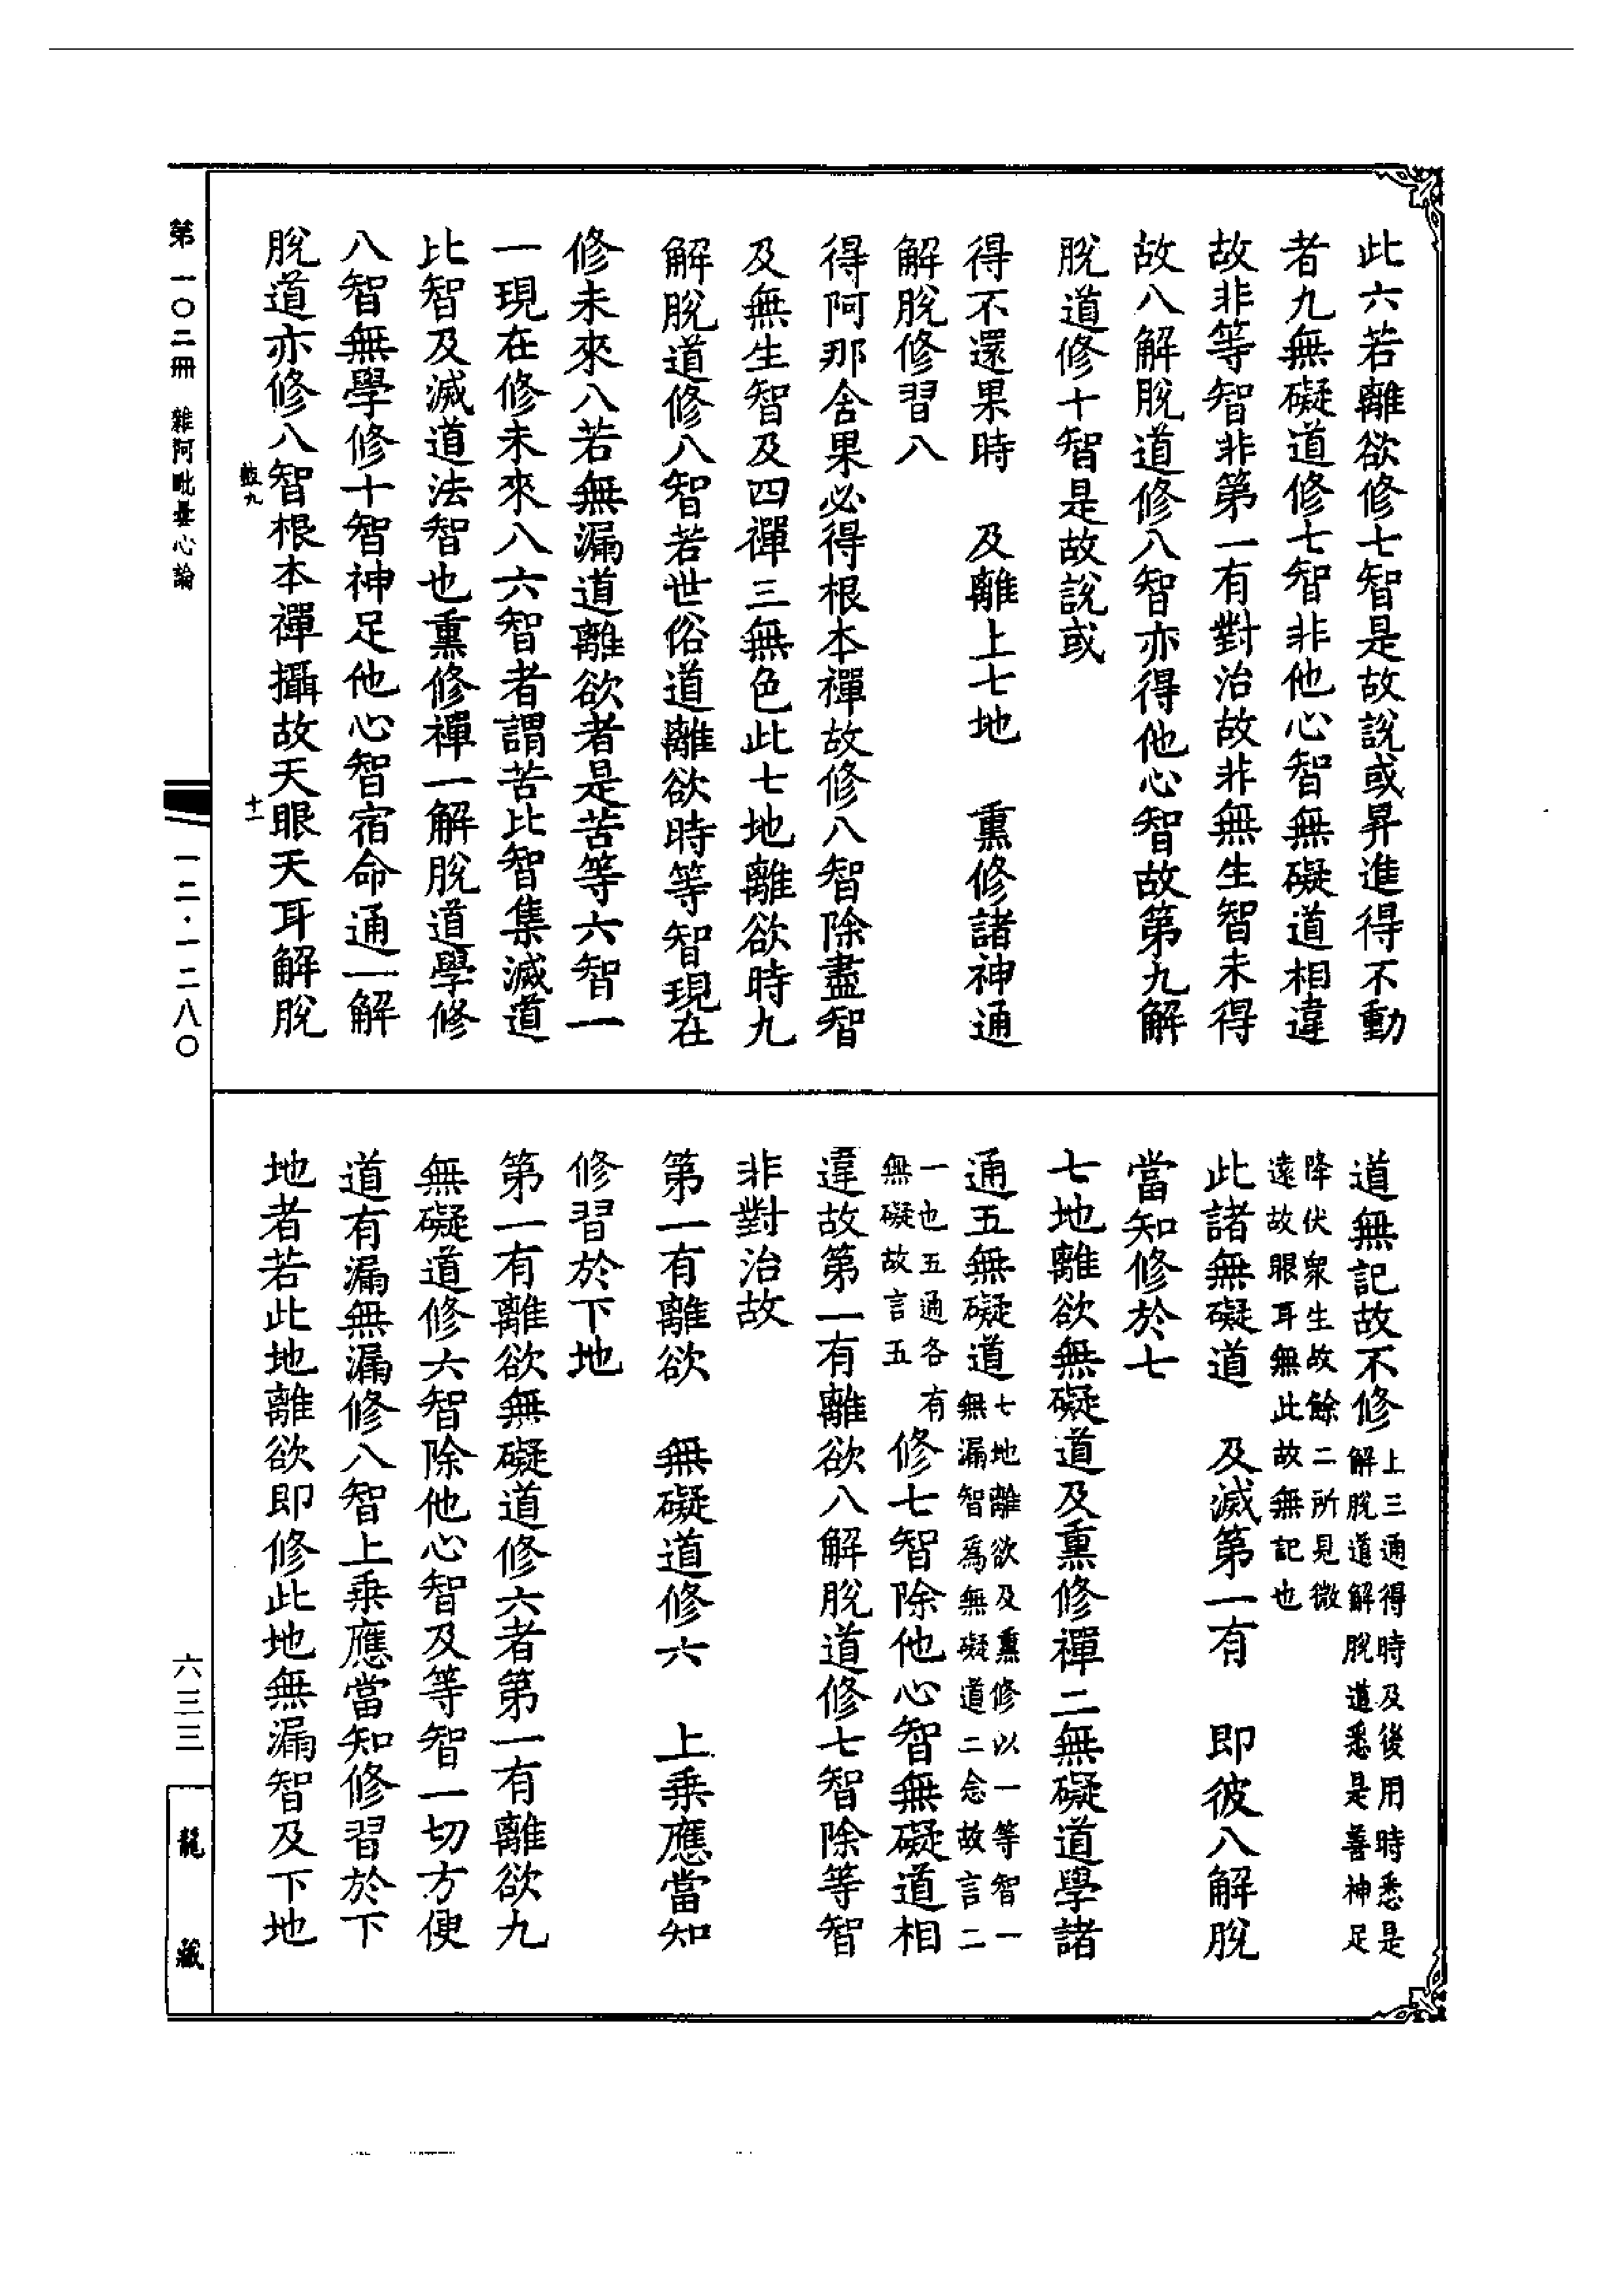 此六若離欲修七智是故說或昇進得不動
者九無礙道修七智非他心智無礙道相違
故非等智非第一有對治故非無生智未得
故八解脫道修八智亦得他心智故第九解
脫道修十智是故說或
得不還果時　及離上七地　熏修諸神通
解脫修習八
得阿那舍果必得根本禪故修八智除盡智
及無生智及四禪三無色此七地離欲時九
解脫道修八智若世俗道離欲時等智現在
修未來八若無漏道離欲者是苦等六智一
一現在修未來八六智者謂苦比智集滅道
比智及滅道法智也熏修禪一解脫道學修
八智無學修十智神足他心智宿命通一解
脫道亦修八智根本禪攝故天眼天耳解脫
道無記故不修上三通得時及後用時悉是解脫道解脫道悉是善神足
降伏衆生故餘二所見微遠故眼耳無此故無記也
此諸無礙道　及滅第一有　即彼八解脫
當知修於七
七地離欲無礙道及熏修禪二無礙道學諸
通五無礙道七地離欲及熏修以一等智一無漏智爲無礙道二念故言二
一也五通各有無礙故言五修七智除他心智無礙道相
違故第一有離欲八解脫道修七智除等智
非對治故
第一有離欲　無礙道修六　上乘應當知
修習於下地
第一有離欲無礙道修六者第一有離欲九
無礙道修六智除他心智及等智一切方便
道有漏無漏修八智上乘應當知修習於下
地者若此地離欲即修此地無漏智及下地
第一〇二冊　雜阿毗曇心論
一二・一二八〇
六三三
龍藏
十一